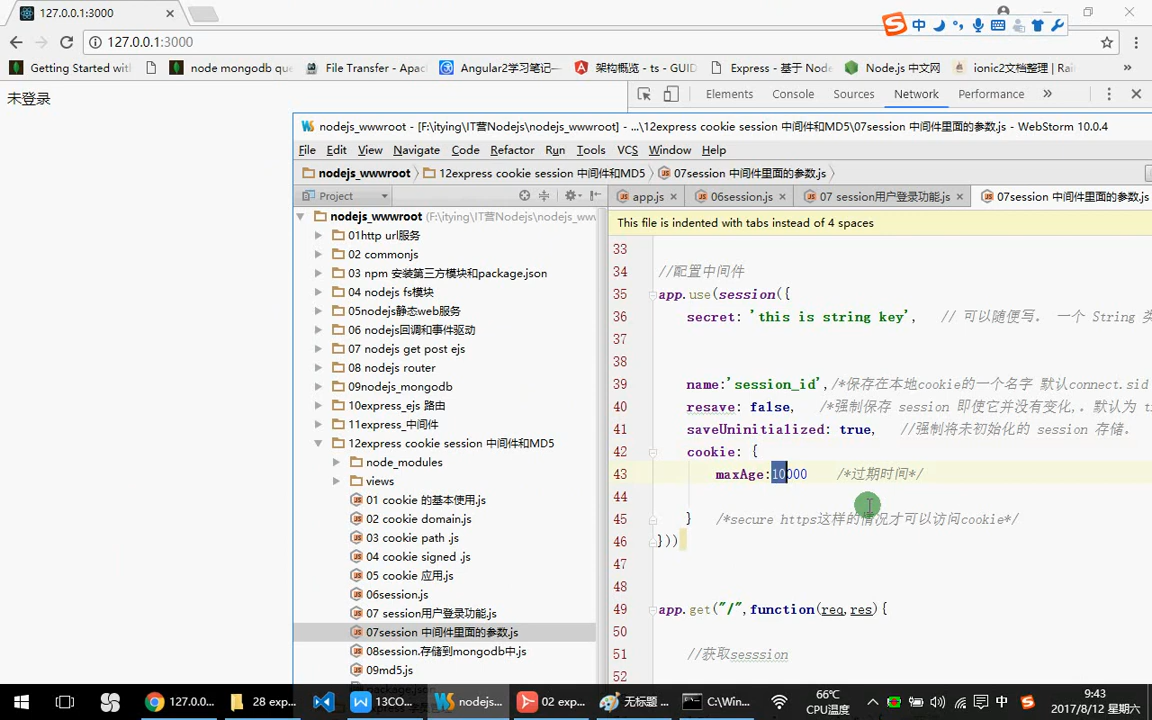 127.0.0.1:3000
中
127.0.0.1:3000
Getting Started with
node mongodb que
File Transfer - Apac
Angular2学习笔记—
架构概览 - ts - GUID
Express - 基于 Node
Node.js 中文网
ionic2文档整理 | Rai
»
未登录
Elements
Console
Sources
Network
Performance
»
nodejs_wwwroot - [F:\itying\IT营Nodejs\nodejs_wwwroot] - ...\12express cookie session 中间件和MD5\07session 中间件里面的参数.js - WebStorm 10.0.4
File Edit View Navigate Code Refactor Run Tools VCS Window Help
nodejs_wwwroot
12express cookie session 中间件和MD5
07session 中间件里面的参数.js
Project
app.js
06session.js
07 session用户登录功能.js
07session 中间件里面的参数.js
This file is indented with tabs instead of 4 spaces
nodejs_wwwroot (F:\itying\IT营Nodejs\nodejs_ww
01http url服务
02 commonjs
03 npm 安装第三方模块和package.json
04 nodejs fs模块
05nodejs静态web服务
06 nodejs回调和事件驱动
07 nodejs get post ejs
08 nodejs router
09nodejs_mongodb
10express_ejs 路由
11express_中间件
12express cookie session 中间件和MD5
node_modules
views
01 cookie 的基本使用.js
02 cookie domain.js
03 cookie path .js
04 cookie signed .js
05 cookie 应用.js
06session.js
07 session用户登录功能.js
07session 中间件里面的参数.js
08session.存储到mongodb中.js
09md5.js
33
34 //配置中间件
35 app.use(session({
36 secret: 'this is string key', // 可以随便写。 一个 String 类
37
38
39 name:'session_id',/*保存在本地cookie的一个名字 默认connect.sid
40 resave: false, /*强制保存 session 即使它并没有变化,。默认为 t
41 saveUninitialized: true, //强制将未初始化的 session 存储。
42 cookie: {
43 maxAge:10000 /*过期时间*/
44
45 } /*secure https这样的情况才可以访问cookie*/
46 }))
47
48
49 app.get("/",function(req,res){
50
51 //获取sesssion
52
127.0.0...
28 exp...
13CO...
nodejs...
02 exp...
无标题 ...
C:\Win...
66℃
CPU温度
中
9:43
2017/8/12 星期六